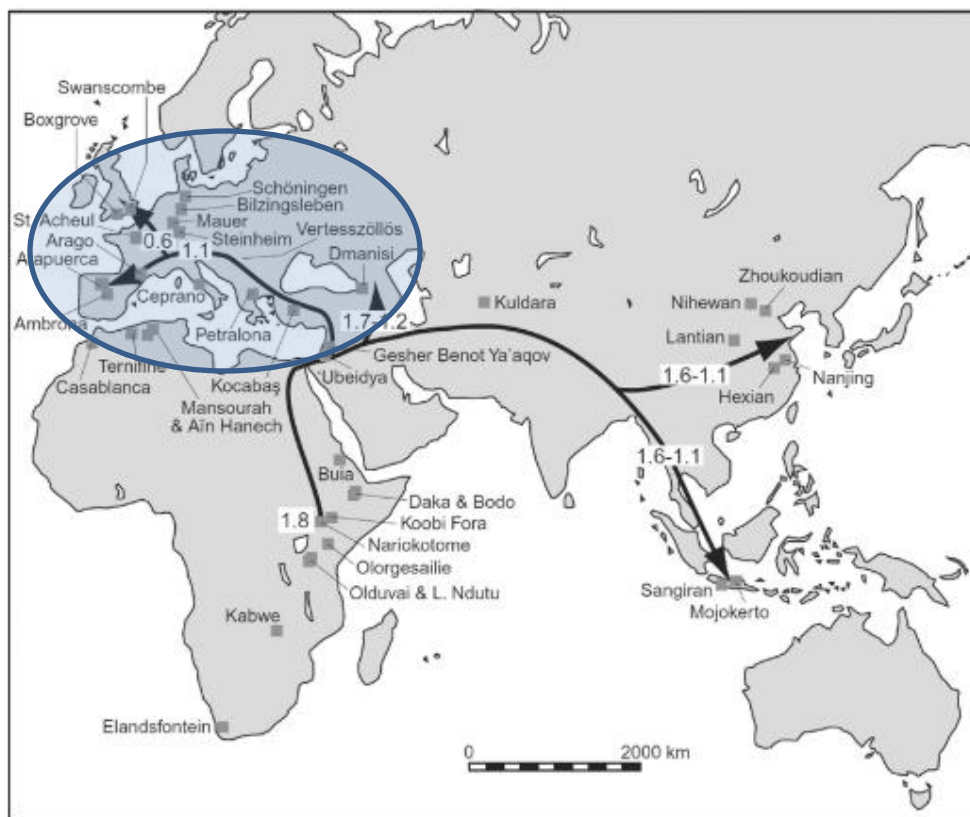 Swanscombe
Boxgrove
Schöningen
Bilzingsleben
St. Acheul
Mauer
Arago
Steinheim
Vertesszöllös
0.6
1.1
Atapuerca
Dmanisi
Zhoukoudian
Ceprano
Kuldara
Nihewan
Ambrona
1.7-1.2
Petralona
Lantian
Gesher Benot Ya'aqov
Ternifine
'Ubeidya
Casablanca
Kocabaş
1.6-1.1
Nanjing
Hexian
Mansourah
& Aïn Hanech
1.6-1.1
Buia
Daka & Bodo
1.8
Koobi Fora
Nariokotome
Olorgesailie
Sangiran
Olduvai & L. Ndutu
Mojokerto
Kabwe
Elandsfontein
0
2000 km